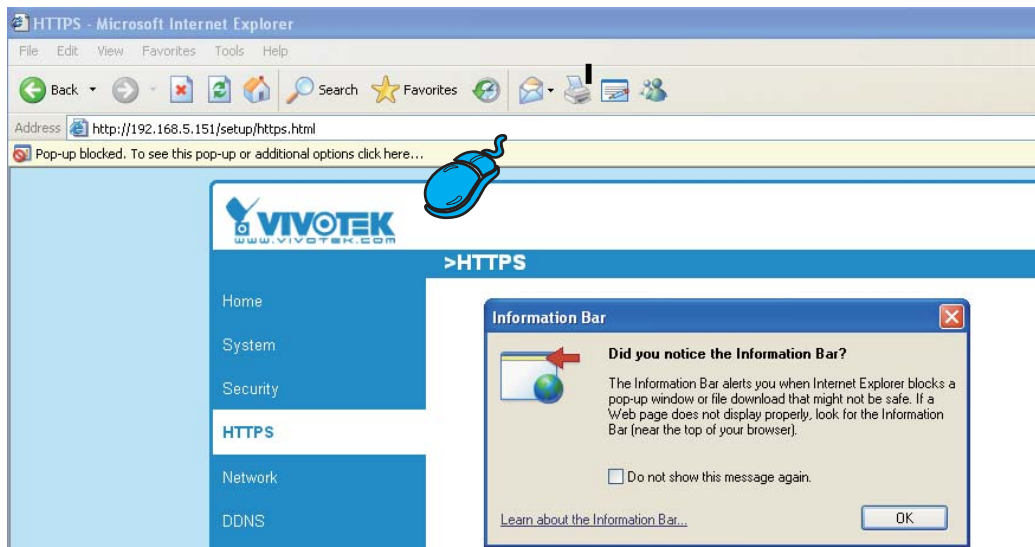 HTTPS - Microsoft Internet Explorer
File Edit View Favorites Tools Help
Back Search Favorites
Address http://192.168.5.151/setup/https.html
Pop-up blocked. To see this pop-up or additional options click here...
VIVOTEK
www.vivotek.com
>HTTPS
Home
System
Security
HTTPS
Network
DDNS
Information Bar
Did you notice the Information Bar?
The Information Bar alerts you when Internet Explorer blocks a
pop-up window or file download that might not be safe. If a
Web page does not display properly, look for the Information
Bar (near the top of your browser).
Do not show this message again.
Learn about the Information Bar...
OK